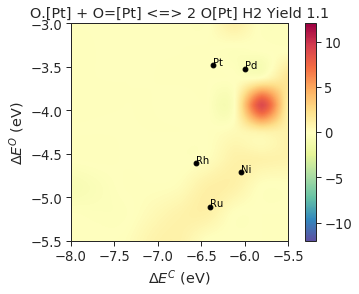 O.[Pt] + O=[Pt] <=> 2 O[Pt] H2 Yield 1.1
−3.0
−3.5
−4.0
−4.5
−5.0
−5.5
ΔE^O (eV)
Pt
Pd
Rh
Ni
Ru
−8.0 −7.5 −7.0 −6.5 −6.0 −5.5
ΔE^C (eV)
10
5
0
−5
−10